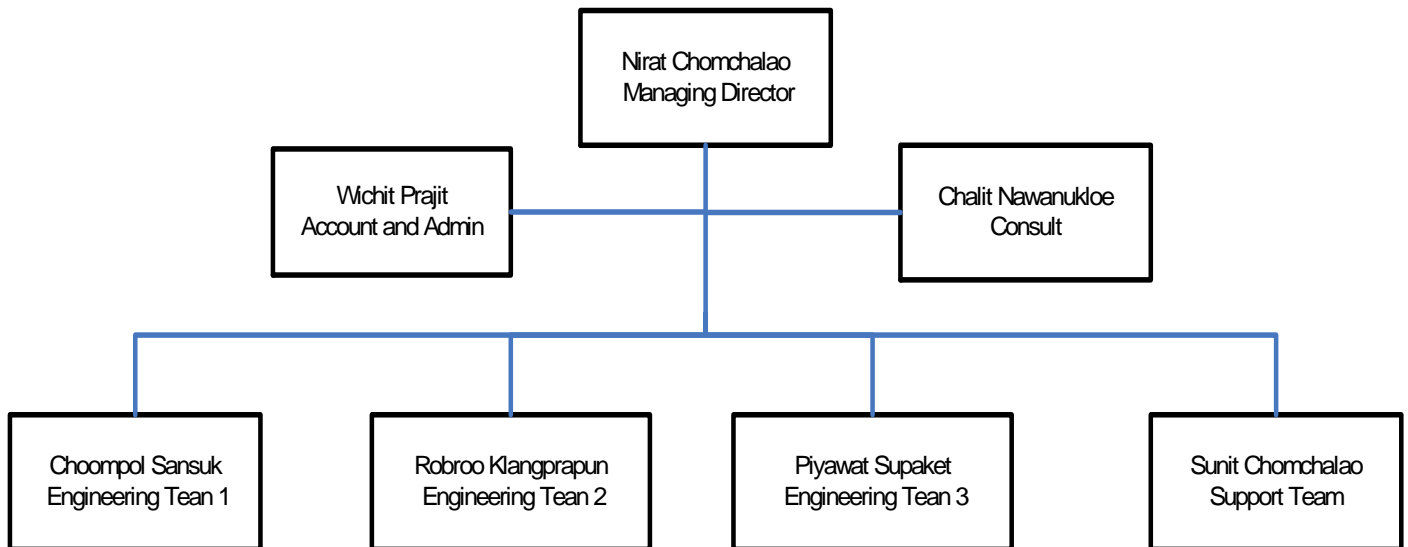 Nirat Chomchalao
Managing Director
Wichit Prajit
Account and Admin
Chalit Nawanukloe
Consult
Choompol Sansuk
Engineering Tean 1
Robroo Klangprapun
Engineering Tean 2
Piyawat Supaket
Engineering Tean 3
Sunit Chomchalao
Support Team